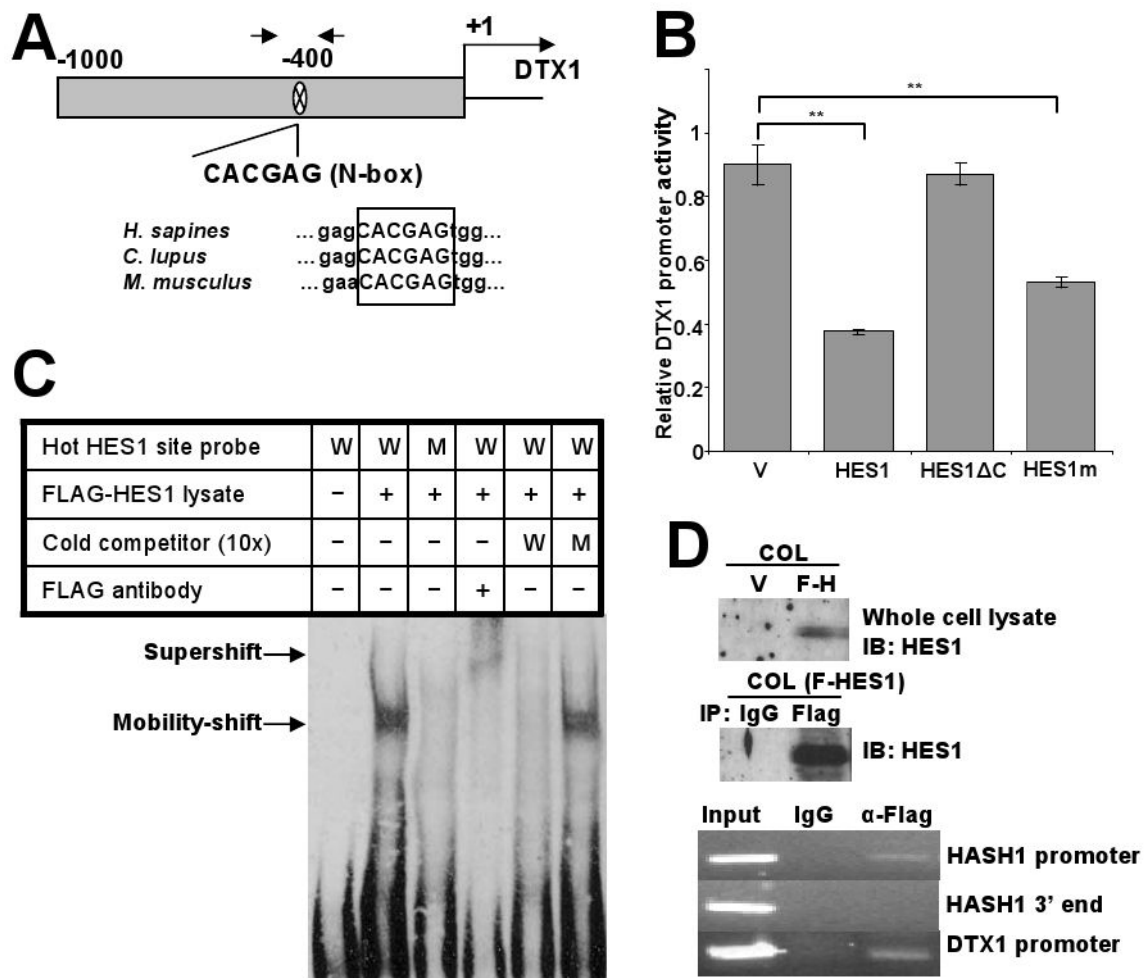 A
-1000
-400
+1
DTX1
CACGAG (N-box)
H. sapines ... gagCACGAGtgg...
C. lupus ... gagCACGAGtgg...
M. musculus ... gaaCACGAGtgg...
B
Relative DTX1 promoter activity
1
0.8
0.6
0.4
0.2
0
**
**
V HES1 HES1ΔC HES1m
C
Hot HES1 site probe W W M W W W
FLAG-HES1 lysate − + + + + +
Cold competitor (10x) − − − − W M
FLAG antibody − − − + − −
Supershift
Mobility-shift
D
COL
V F-H
Whole cell lysate
IB: HES1
COL (F-HES1)
IP: IgG Flag
IB: HES1
Input IgG α-Flag
HASH1 promoter
HASH1 3' end
DTX1 promoter